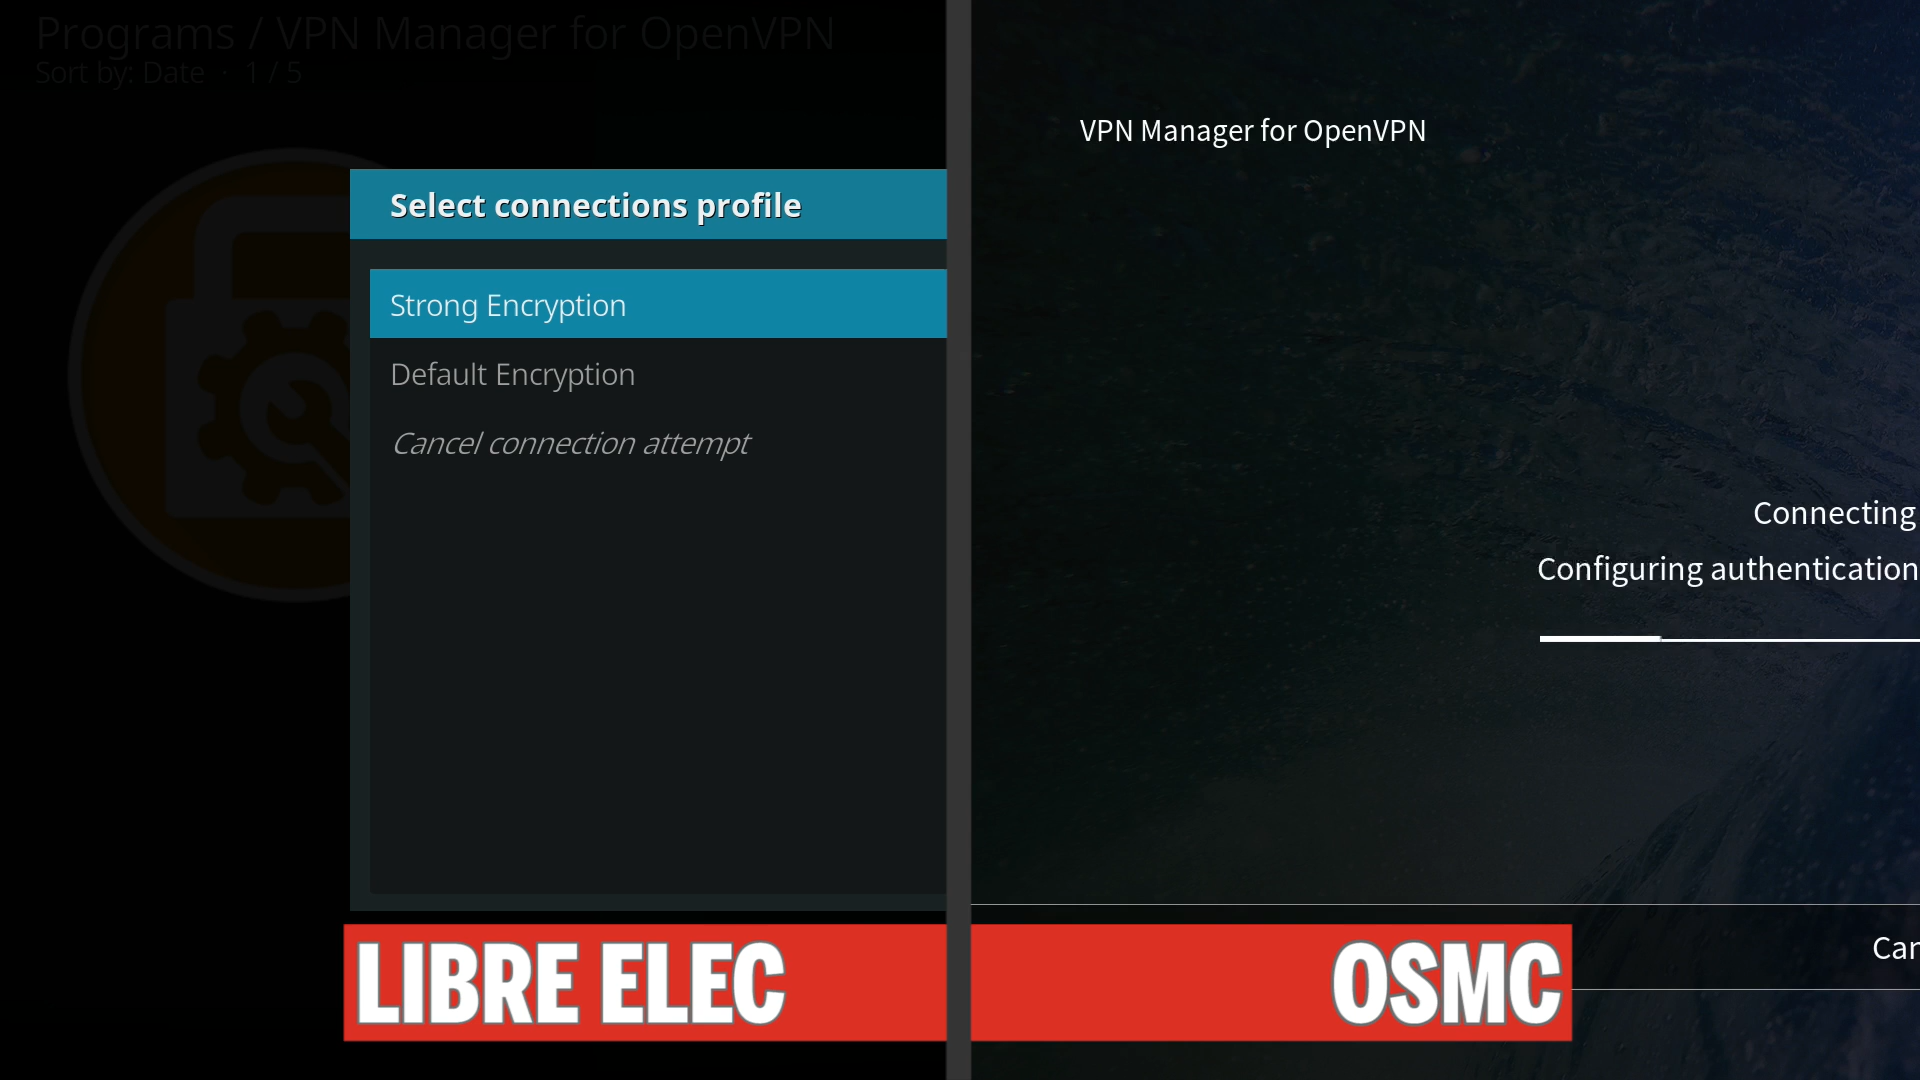 Programs / VPN Manager for OpenVPN
Sort by: Date · 1 / 5
Select connections profile
Strong Encryption
Default Encryption
Cancel connection attempt
LIBRE ELEC
VPN Manager for OpenVPN
Connecting
Configuring authentication
Can
OSMC